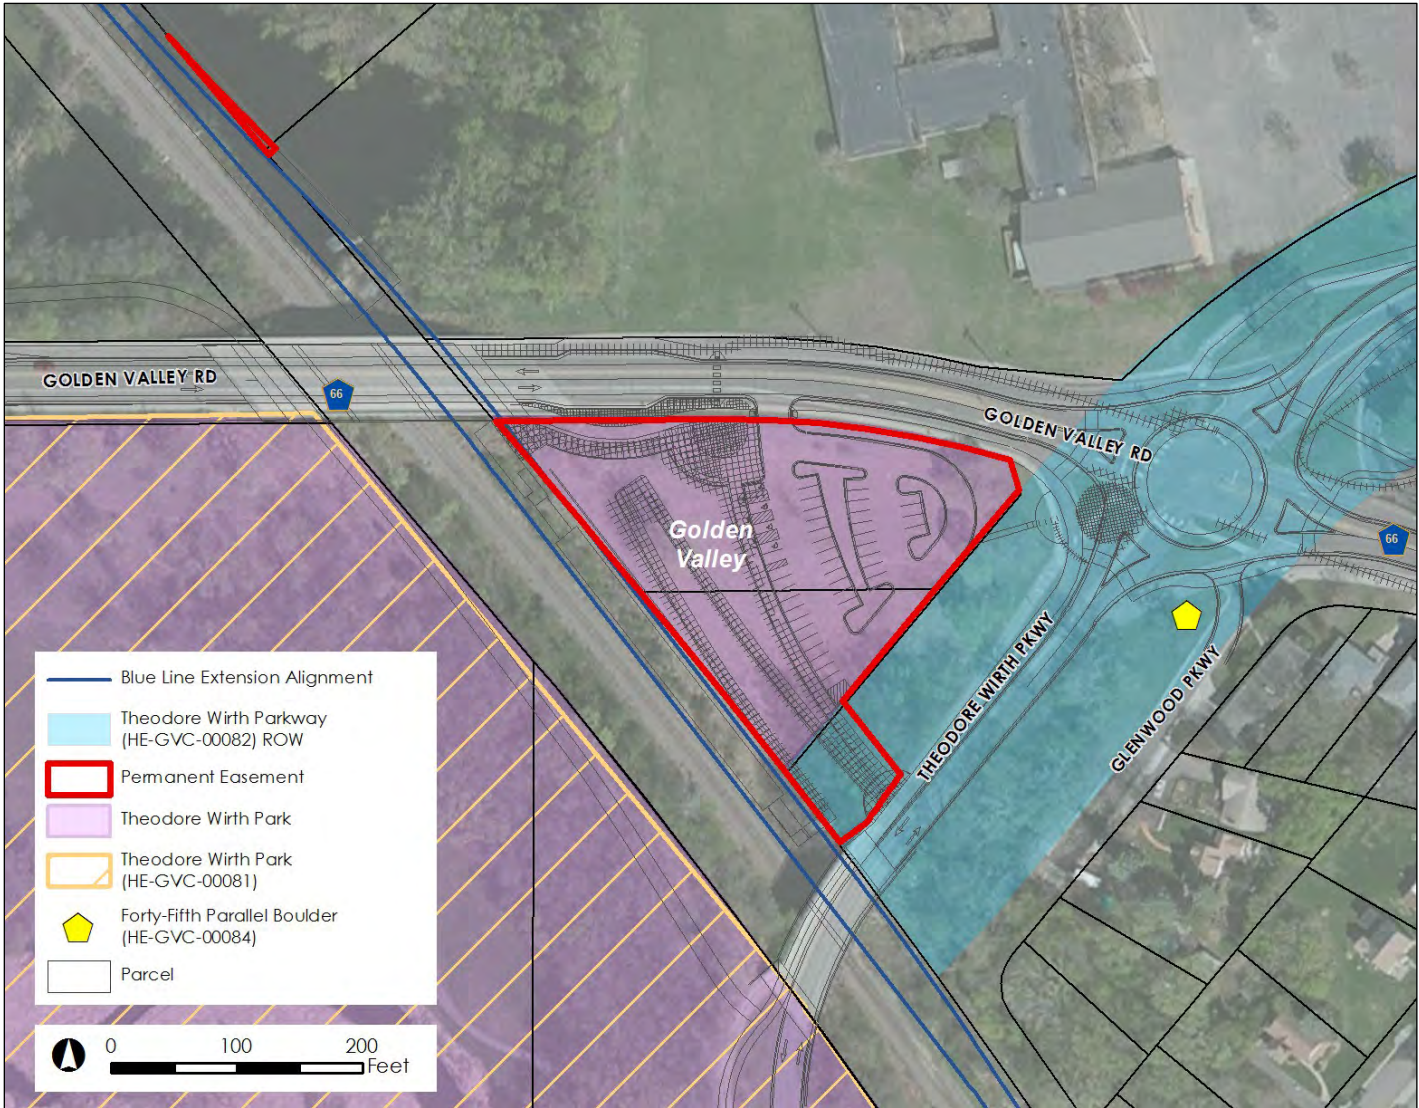 GOLDEN VALLEY RD
66
GOLDEN VALLEY RD
66
Golden
Valley
THEODORE WIRTH PKWY
GLENWOOD PKWY
Blue Line Extension Alignment
Theodore Wirth Parkway
(HE-GVC-00082) ROW
Permanent Easement
Theodore Wirth Park
Theodore Wirth Park
(HE-GVC-00081)
Forty-Fifth Parallel Boulder
(HE-GVC-00084)
Parcel
0 100 200
Feet